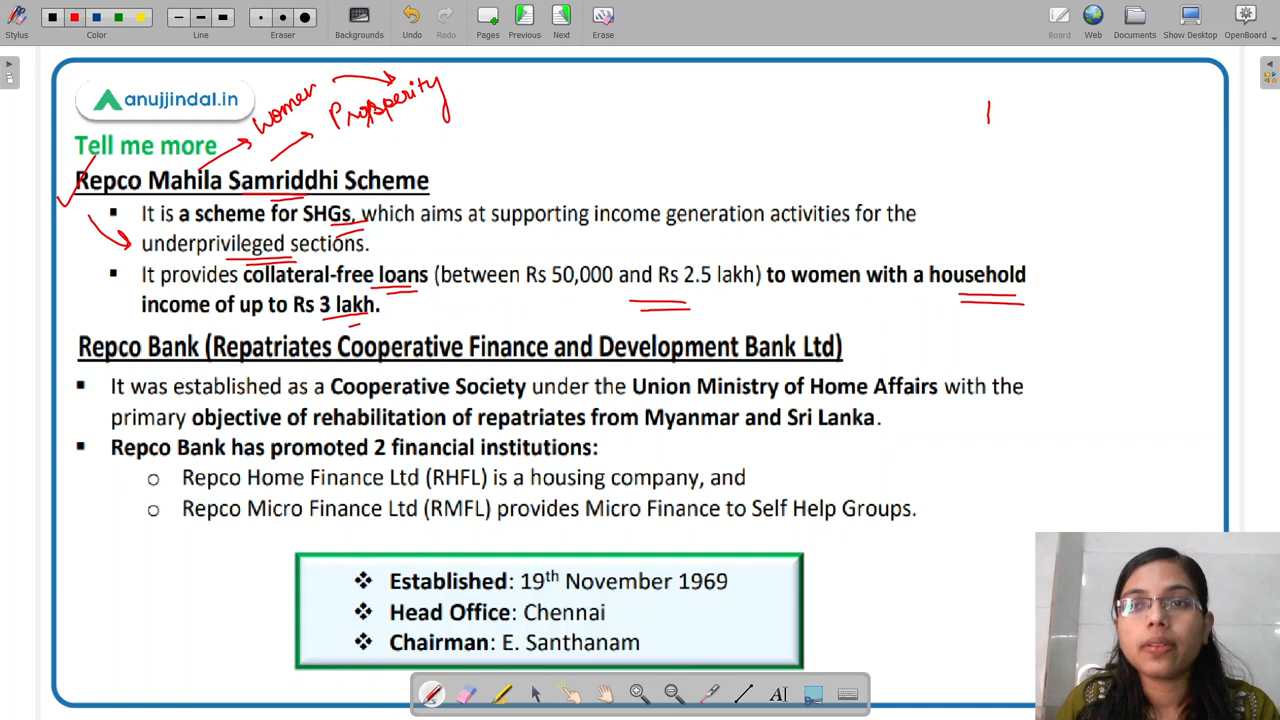 Stylus
Color
Line
Eraser
Backgrounds
Undo
Redo
Pages
Previous
Next
Erase
Board
Web
Documents
Show Desktop
OpenBoard
anujjindal.in
Women
Prosperity
Tell me more
Repco Mahila Samriddhi Scheme
▪ It is a scheme for SHGs, which aims at supporting income generation activities for the
underprivileged sections.
▪ It provides collateral-free loans (between Rs 50,000 and Rs 2.5 lakh) to women with a household
income of up to Rs 3 lakh.
Repco Bank (Repatriates Cooperative Finance and Development Bank Ltd)
▪ It was established as a Cooperative Society under the Union Ministry of Home Affairs with the
primary objective of rehabilitation of repatriates from Myanmar and Sri Lanka.
▪ Repco Bank has promoted 2 financial institutions:
o Repco Home Finance Ltd (RHFL) is a housing company, and
o Repco Micro Finance Ltd (RMFL) provides Micro Finance to Self Help Groups.
❖ Established: 19th November 1969
❖ Head Office: Chennai
❖ Chairman: E. Santhanam